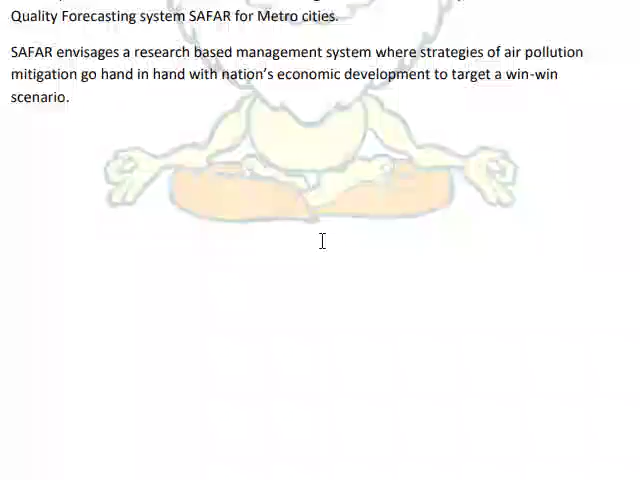 Quality Forecasting system SAFAR for Metro cities.
SAFAR envisages a research based management system where strategies of air pollution
mitigation go hand in hand with nation’s economic development to target a win-win
scenario.